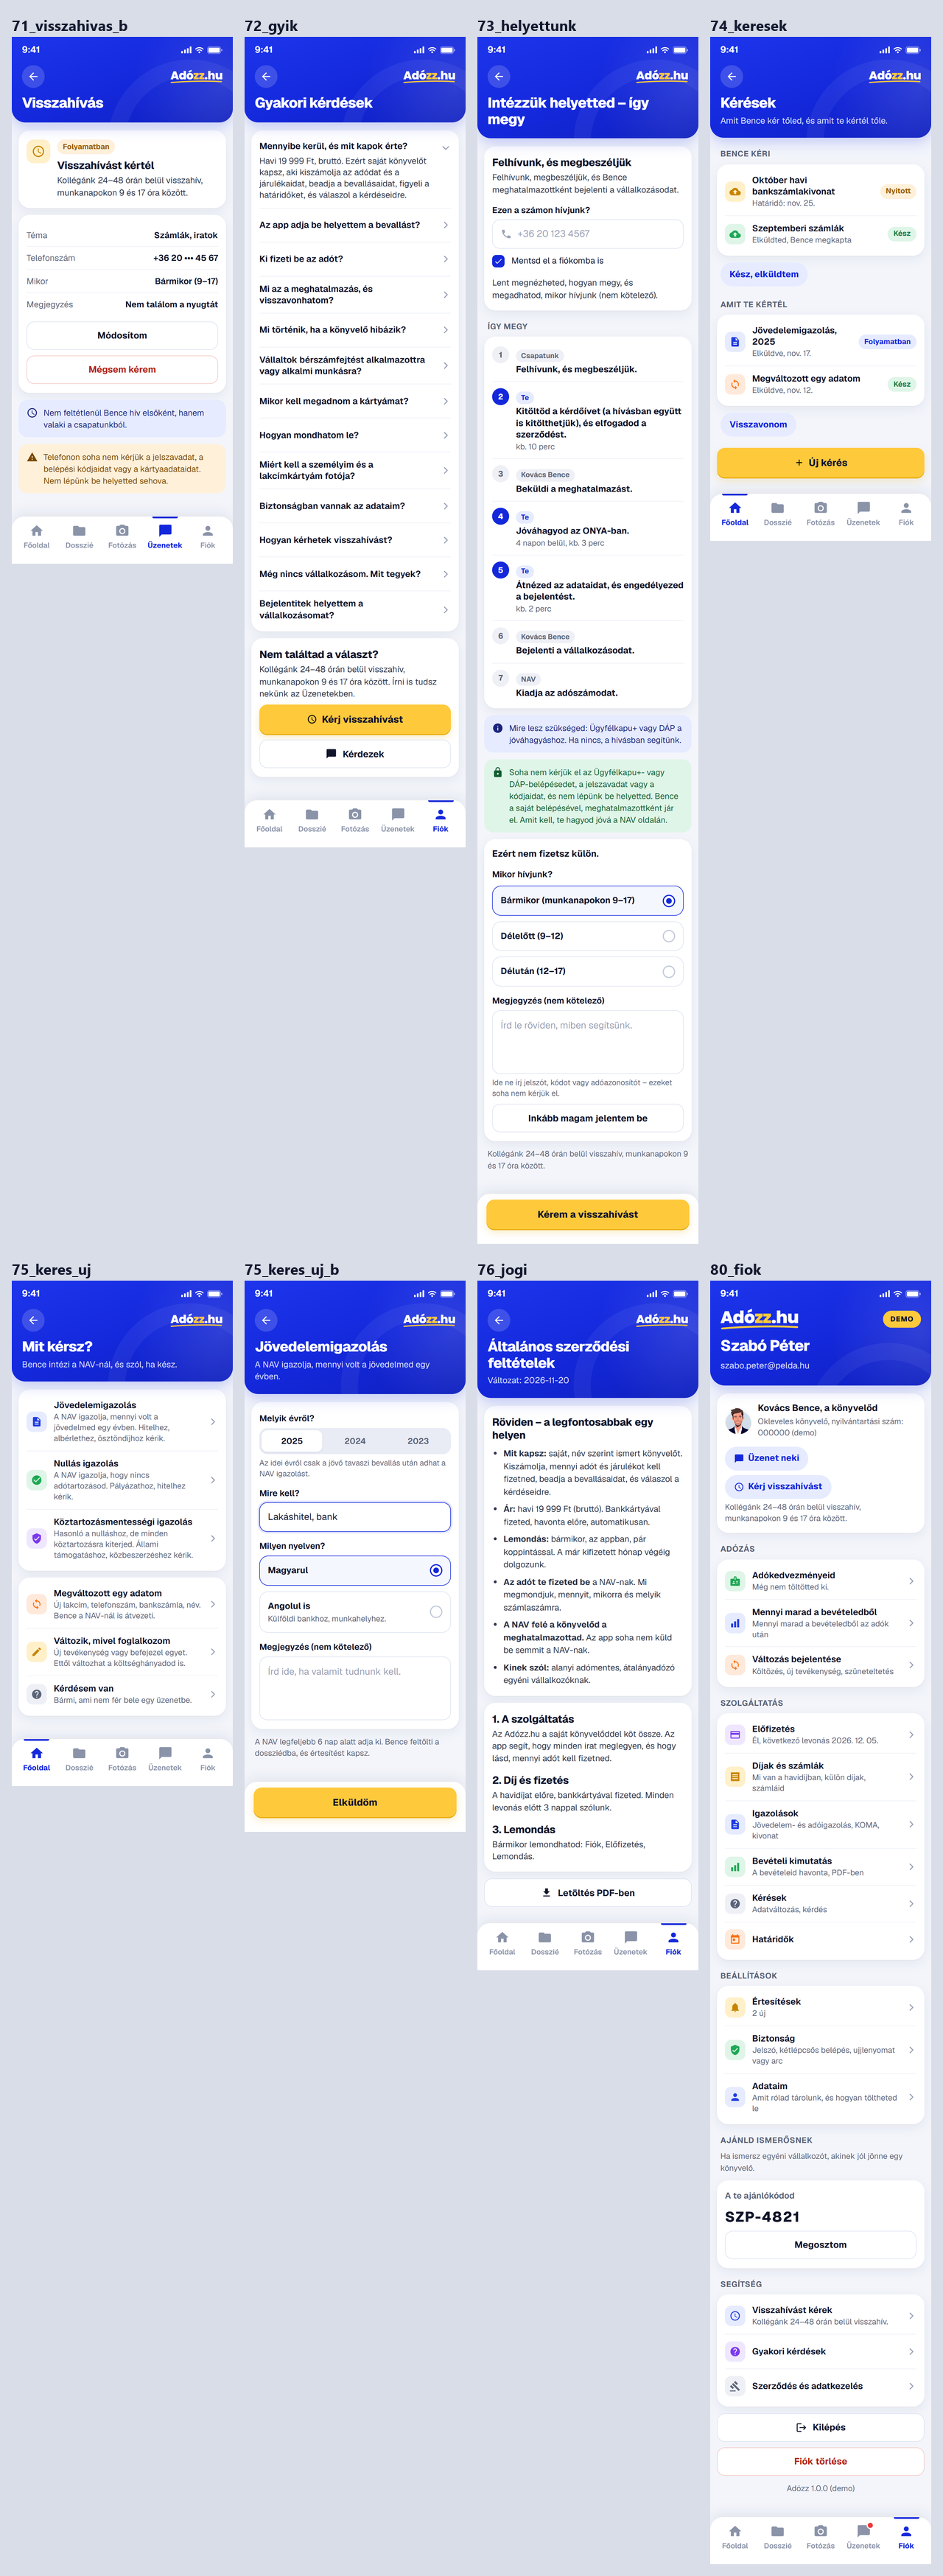 71_visszahivas_b
9:41
Adózz.hu
Visszahívás
Folyamatban
Visszahívást kértél
Kollégánk 24–48 órán belül visszahív,
munkanapokon 9 és 17 óra között.
Téma Számlák, iratok
Telefonszám +36 20 ••• 45 67
Mikor Bármikor (9–17)
Megjegyzés Nem találom a nyugtát
Módosítom
Mégsem kérem
Nem feltétlenül Bence hív elsőként, hanem
valaki a csapatunkból.
Telefonon soha nem kérjük a jelszavadat, a
belépési kódjaidat vagy a kártyaadataidat.
Nem lépünk be helyetted sehova.
Főoldal Dosszié Fotózás Üzenetek Fiók
72_gyik
9:41
Adózz.hu
Gyakori kérdések
Mennyibe kerül, és mit kapok érte?
Havi 19 999 Ft, bruttó. Ezért saját könyvelőt
kapsz, aki kiszámolja az adódat és a
járulékaidat, beadja a bevallásaidat, figyeli a
határidőket, és válaszol a kérdéseidre.
Az app adja be helyettem a bevallást?
Ki fizeti be az adót?
Mi az a meghatalmazás, és
visszavonhatom?
Mi történik, ha a könyvelő hibázik?
Vállaltok bérszámfejtést alkalmazottra
vagy alkalmi munkásra?
Mikor kell megadnom a kártyámat?
Hogyan mondhatom le?
Miért kell a személyim és a
lakcímkártyám fotója?
Biztonságban vannak az adataim?
Hogyan kérhetek visszahívást?
Még nincs vállalkozásom. Mit tegyek?
Bejelentitek helyettem a
vállalkozásomat?
Nem találtad a választ?
Kollégánk 24–48 órán belül visszahív,
munkanapokon 9 és 17 óra között. Írni is tudsz
nekünk az Üzenetekben.
Kérj visszahívást
Kérdezek
Főoldal Dosszié Fotózás Üzenetek Fiók
73_helyettunk
9:41
Adózz.hu
Intézzük helyetted – így
megy
Felhívunk, és megbeszéljük
Felhívunk, megbeszéljük, és Bence
meghatalmazottként bejelenti a vállalkozásodat.
Ezen a számon hívjunk?
+36 20 123 4567
Mentsd el a fiókomba is
Lent megnézheted, hogyan megy, és
megadhatod, mikor hívjunk (nem kötelező).
ÍGY MEGY
1 Csapatunk
Felhívunk, és megbeszéljük.
2 Te
Kitöltöd a kérdőívet (a hívásban együtt
is kitölthetjük), és elfogadod a
szerződést.
kb. 10 perc
3 Kovács Bence
Beküldi a meghatalmazást.
4 Te
Jóváhagyod az ONYA-ban.
4 napon belül, kb. 3 perc
5 Te
Átnézed az adataidat, és engedélyezed
a bejelentést.
kb. 2 perc
6 Kovács Bence
Bejelenti a vállalkozásodat.
7 NAV
Kiadja az adószámodat.
Mire lesz szükséged: Ügyfélkapu+ vagy DÁP a
jóváhagyáshoz. Ha nincs, a hívásban segítünk.
Soha nem kérjük el az Ügyfélkapu+- vagy
DÁP-belépésedet, a jelszavadat vagy a
kódjaidat, és nem lépünk be helyetted. Bence
a saját belépésével, meghatalmazottként jár
el. Amit kell, te hagyod jóvá a NAV oldalán.
Ezért nem fizetsz külön.
Mikor hívjunk?
Bármikor (munkanapokon 9–17)
Délelőtt (9–12)
Délután (12–17)
Megjegyzés (nem kötelező)
Írd le röviden, miben segítsünk.
Ide ne írj jelszót, kódot vagy adóazonosítót – ezeket
soha nem kérjük el.
Inkább magam jelentem be
Kollégánk 24–48 órán belül visszahív, munkanapokon 9
és 17 óra között.
Kérem a visszahívást
74_keresek
9:41
Adózz.hu
Kérések
Amit Bence kér tőled, és amit te kértél tőle.
BENCE KÉRI
Október havi
bankszámlakivonat
Határidő: nov. 25.
Nyitott
Szeptemberi számlák
Elküldted, Bence megkapta
Kész
Kész, elküldtem
AMIT TE KÉRTÉL
Jövedelemigazolás,
2025
Elküldve, nov. 17.
Folyamatban
Megváltozott egy adatom
Elküldve, nov. 12.
Kész
Visszavonom
+ Új kérés
Főoldal Dosszié Fotózás Üzenetek Fiók
75_keres_uj
9:41
Adózz.hu
Mit kérsz?
Bence intézi a NAV-nál, és szól, ha kész.
Jövedelemigazolás
A NAV igazolja, mennyi volt a
jövedelmed egy évben. Hitelhez,
albérlethez, ösztöndíjhoz kérik.
Nullás igazolás
A NAV igazolja, hogy nincs
adótartozásod. Pályázathoz, hitelhez
kérik.
Köztartozásmentességi igazolás
Hasonló a nulláshoz, de minden
köztartozásra kiterjed. Állami
támogatáshoz, közbeszerzéshez kérik.
Megváltozott egy adatom
Új lakcím, telefonszám, bankszámla, név.
Bence a NAV-nál is átvezeti.
Változik, mivel foglalkozom
Új tevékenység vagy befejezel egyet.
Ettől változhat a költséghányadod is.
Kérdésem van
Bármi, ami nem fér bele egy üzenetbe.
Főoldal Dosszié Fotózás Üzenetek Fiók
75_keres_uj_b
9:41
Adózz.hu
Jövedelemigazolás
A NAV igazolja, mennyi volt a jövedelmed egy
évben.
Melyik évről?
2025 2024 2023
Az idei évről csak a jövő tavaszi bevallás után adhat a
NAV igazolást.
Mire kell?
Lakáshitel, bank
Milyen nyelven?
Magyarul
Angolul is
Külföldi bankhoz, munkahelyhez.
Megjegyzés (nem kötelező)
Írd ide, ha valamit tudnunk kell.
A NAV legfeljebb 6 nap alatt adja ki. Bence feltölti a
dossziédba, és értesítést kapsz.
Elküldöm
76_jogi
9:41
Adózz.hu
Általános szerződési
feltételek
Változat: 2026-11-20
Röviden – a legfontosabbak egy
helyen
• Mit kapsz: saját, név szerint ismert könyvelőt.
Kiszámolja, mennyi adót és járulékot kell
fizetned, beadja a bevallásaidat, és válaszol a
kérdéseidre.
• Ár: havi 19 999 Ft (bruttó). Bankkártyával
fizeted, havonta előre, automatikusan.
• Lemondás: bármikor, az appban, pár
koppintással. A már kifizetett hónap végéig
dolgozunk.
• Az adót te fizeted be a NAV-nak. Mi
megmondjuk, mennyit, mikorra és melyik
számlaszámra.
• A NAV felé a könyvelőd a
meghatalmazottad. Az app soha nem küld
be semmit a NAV-nak.
• Kinek szól: alanyi adómentes, átalányadózó
egyéni vállalkozóknak.
1. A szolgáltatás
Az Adózz.hu a saját könyvelőddel köt össze. Az
app segít, hogy minden irat meglegyen, és hogy
lásd, mennyi adót kell fizetned.
2. Díj és fizetés
A havidíjat előre, bankkártyával fizeted. Minden
levonás előtt 3 nappal szólunk.
3. Lemondás
Bármikor lemondhatod: Fiók, Előfizetés,
Lemondás.
Letöltés PDF-ben
Főoldal Dosszié Fotózás Üzenetek Fiók
80_fiok
9:41
Adózz.hu
DEMO
Szabó Péter
szabo.peter@pelda.hu
Kovács Bence, a könyvelőd
Okleveles könyvelő, nyilvántartási szám:
000000 (demo)
Üzenet neki
Kérj visszahívást
Kollégánk 24–48 órán belül visszahív,
munkanapokon 9 és 17 óra között.
ADÓZÁS
Adókedvezményeid
Még nem töltötted ki.
Mennyi marad a bevételedből
Mennyi marad a bevételedből az adók
után
Változás bejelentése
Költözés, új tevékenység, szüneteltetés
SZOLGÁLTATÁS
Előfizetés
Él, következő levonás 2026. 12. 05.
Díjak és számlák
Mi van a havidíjban, külön díjak,
számláid
Igazolások
Jövedelem- és adóigazolás, KOMA,
kivonat
Bevételi kimutatás
A bevételeid havonta, PDF-ben
Kérések
Adatváltozás, kérdés
Határidők
BEÁLLÍTÁSOK
Értesítések
2 új
Biztonság
Jelszó, kétlépcsős belépés, ujjlenyomat
vagy arc
Adataim
Amit rólad tárolunk, és hogyan töltheted
le
AJÁNLD ISMERŐSNEK
Ha ismersz egyéni vállalkozót, akinek jól jönne egy
könyvelő.
A te ajánlókódod
SZP-4821
Megosztom
SEGÍTSÉG
Visszahívást kérek
Kollégánk 24–48 órán belül visszahív.
Gyakori kérdések
Szerződés és adatkezelés
Kilépés
Fiók törlése
Adózz 1.0.0 (demo)
Főoldal Dosszié Fotózás Üzenetek Fiók